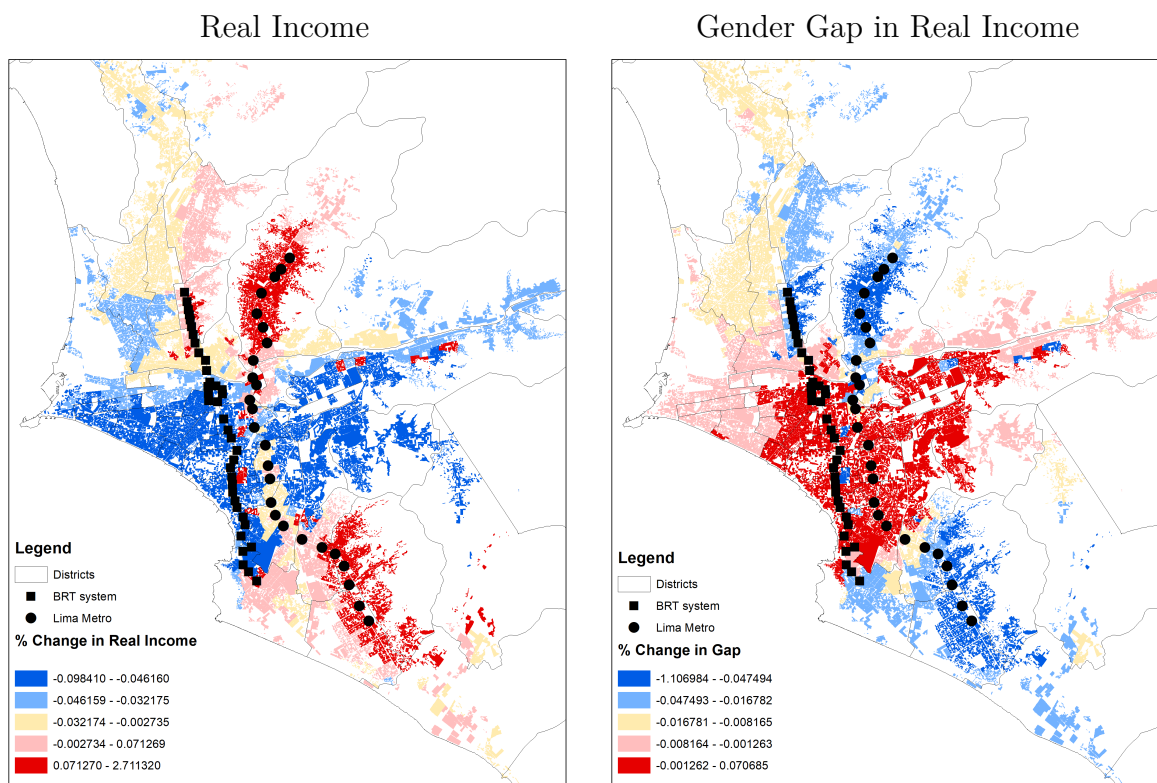 Real Income
Gender Gap in Real Income
Legend
Districts
BRT system
Lima Metro
% Change in Real Income
-0.098410 - -0.046160
-0.046159 - -0.032175
-0.032174 - -0.002735
-0.002734 - 0.071269
0.071270 - 2.711320
Legend
Districts
BRT system
Lima Metro
% Change in Gap
-1.106984 - -0.047494
-0.047493 - -0.016782
-0.016781 - -0.008165
-0.008164 - -0.001263
-0.001262 - 0.070685